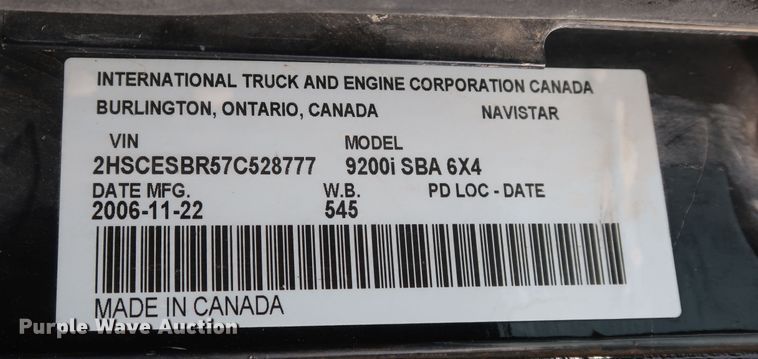 INTERNATIONAL TRUCK AND ENGINE CORPORATION CANADA
BURLINGTON, ONTARIO, CANADA NAVISTAR
VIN MODEL
2HSCESBR57C528777 9200i SBA 6X4
DATE MFG. W.B. PD LOC - DATE
2006-11-22 545
MADE IN CANADA
Purple Wave Auction